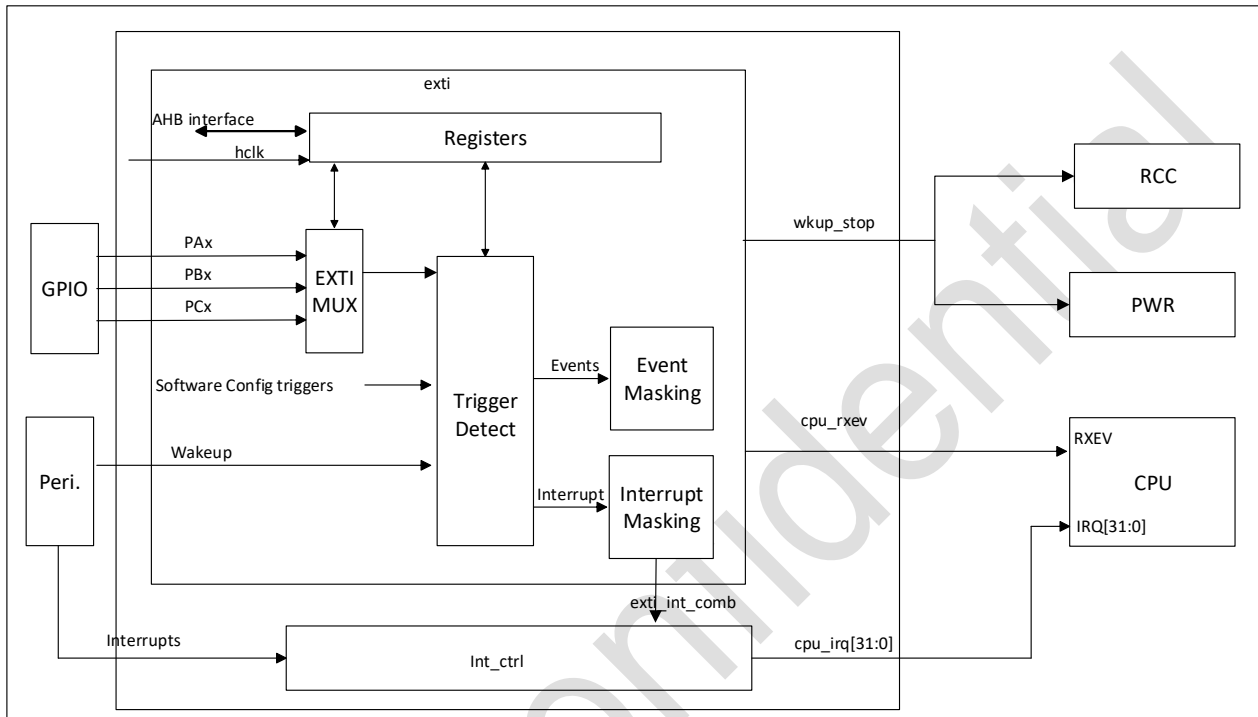 exti
AHB interface
Registers
hclk
RCC
wkup_stop
PAx
EXTI
MUX
GPIO
PBx
PCx
PWR
Events
Event
Masking
Software Config triggers
Trigger
Detect
cpu_rxev
RXEV
Wakeup
Peri.
CPU
Interrupt
Interrupt
Masking
IRQ[31:0]
exti_int_comb
Interrupts
Int_ctrl
cpu_irq[31:0]
Confidential